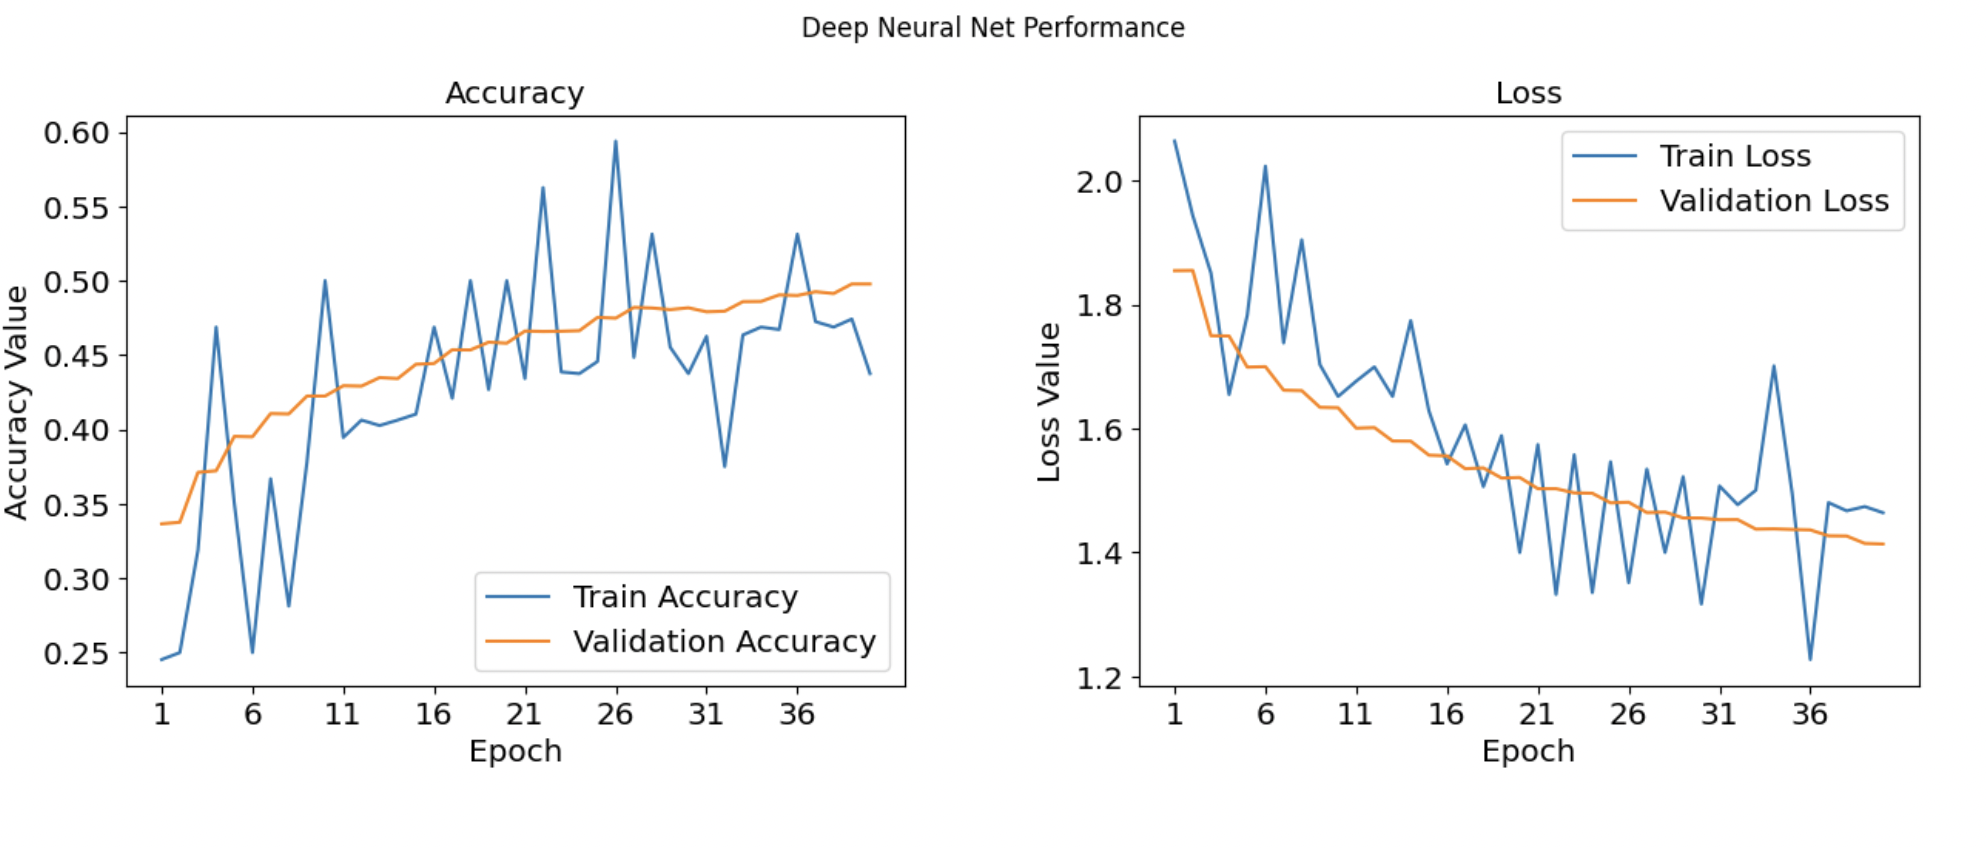 Deep Neural Net Performance
Accuracy
0.60
0.55
0.50
0.45
0.40
0.35
0.30
0.25
Accuracy Value
Train Accuracy
Validation Accuracy
1 6 11 16 21 26 31 36
Epoch
Loss
2.0
1.8
1.6
1.4
1.2
Loss Value
Train Loss
Validation Loss
1 6 11 16 21 26 31 36
Epoch